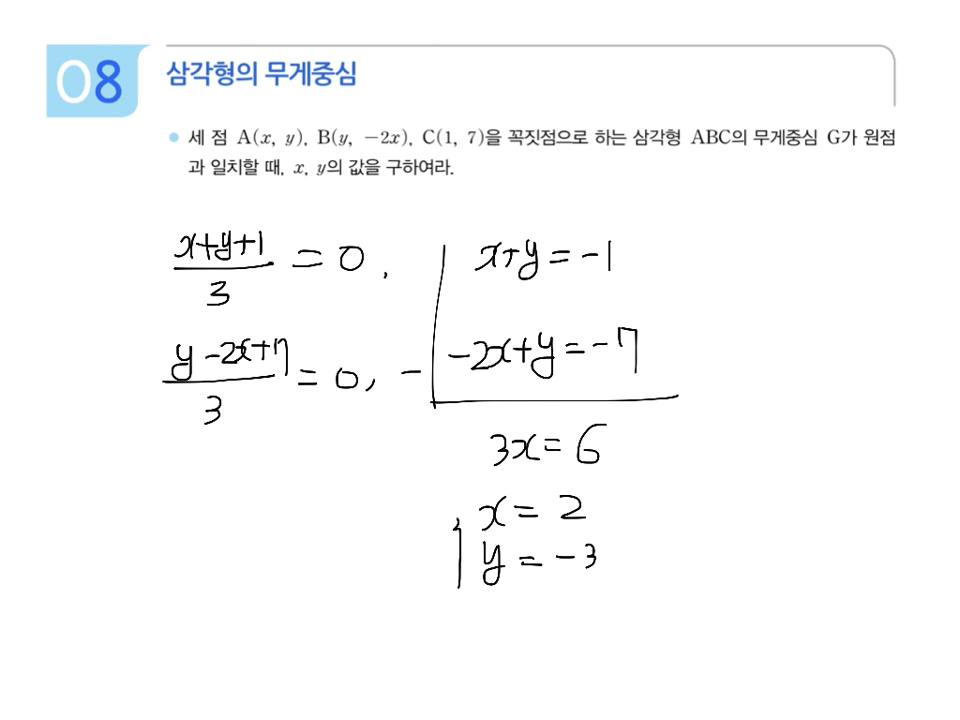 08 삼각형의 무게중심
세 점 A(x, y), B(y, −2x), C(1, 7)을 꼭짓점으로 하는 삼각형 ABC의 무게중심 G가 원점
과 일치할 때, x, y의 값을 구하여라.
x+y+1
3
= 0,
y−2x+7
3
= 0,
x+y=−1
− −2x+y=−7
3x=6
x=2
y=−3